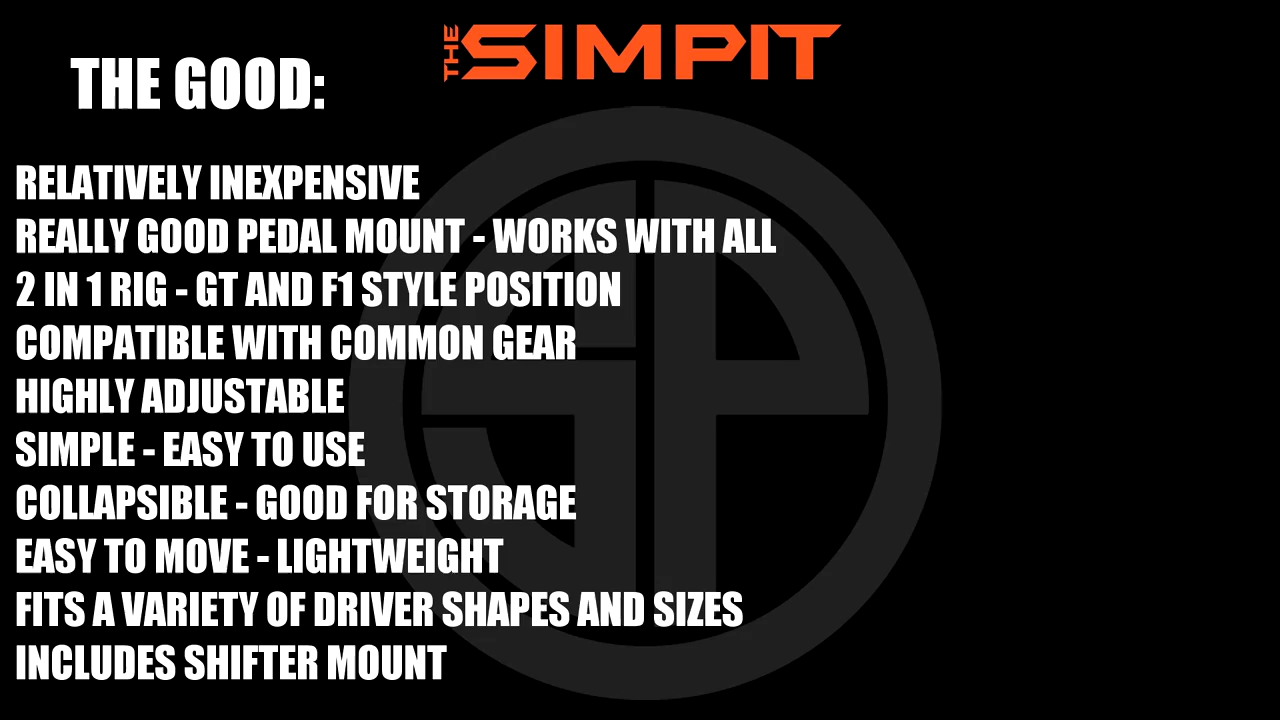 THE SIMPIT
THE GOOD:
RELATIVELY INEXPENSIVE
REALLY GOOD PEDAL MOUNT - WORKS WITH ALL
2 IN 1 RIG - GT AND F1 STYLE POSITION
COMPATIBLE WITH COMMON GEAR
HIGHLY ADJUSTABLE
SIMPLE - EASY TO USE
COLLAPSIBLE - GOOD FOR STORAGE
EASY TO MOVE - LIGHTWEIGHT
FITS A VARIETY OF DRIVER SHAPES AND SIZES
INCLUDES SHIFTER MOUNT
SP